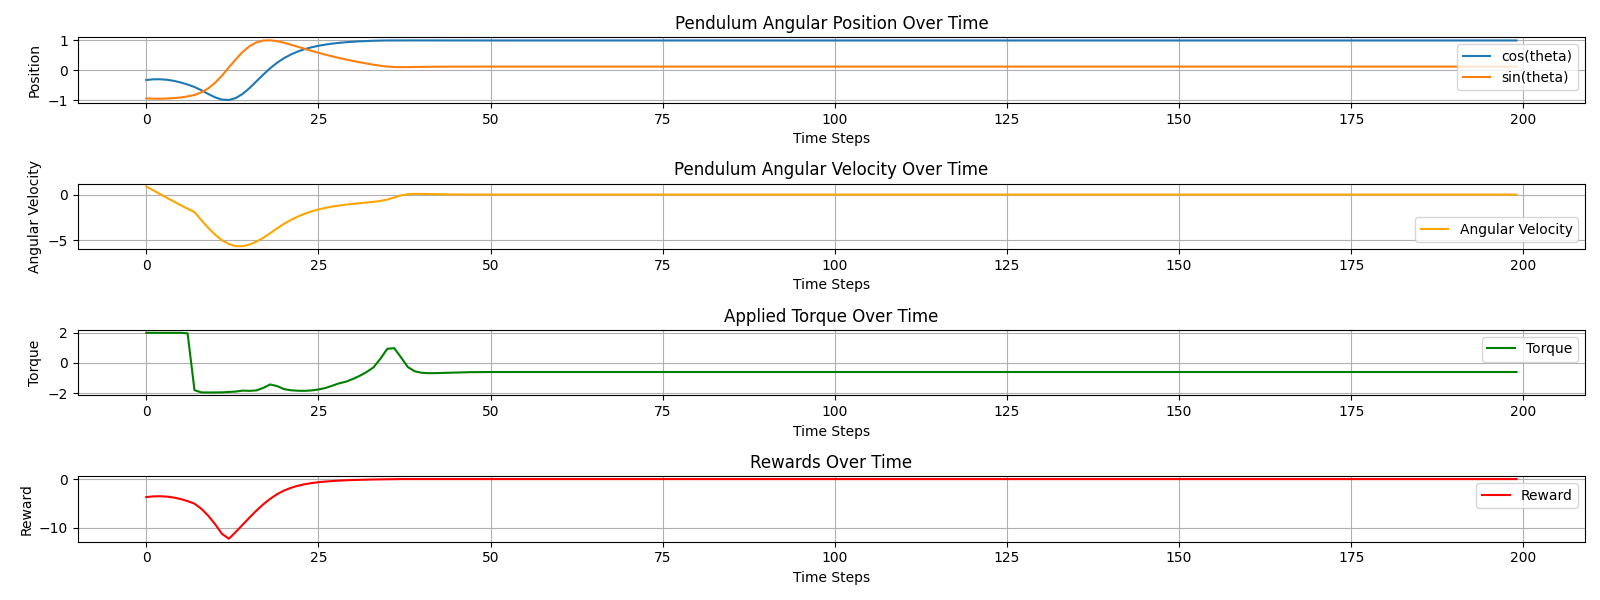 Pendulum Angular Position Over Time
Position
1
0
−1
cos(theta)
sin(theta)
0 25 50 75 100 125 150 175 200
Time Steps
Pendulum Angular Velocity Over Time
Angular Velocity
0
−5
Angular Velocity
0 25 50 75 100 125 150 175 200
Time Steps
Applied Torque Over Time
Torque
2
0
−2
Torque
0 25 50 75 100 125 150 175 200
Time Steps
Rewards Over Time
Reward
0
−10
Reward
0 25 50 75 100 125 150 175 200
Time Steps